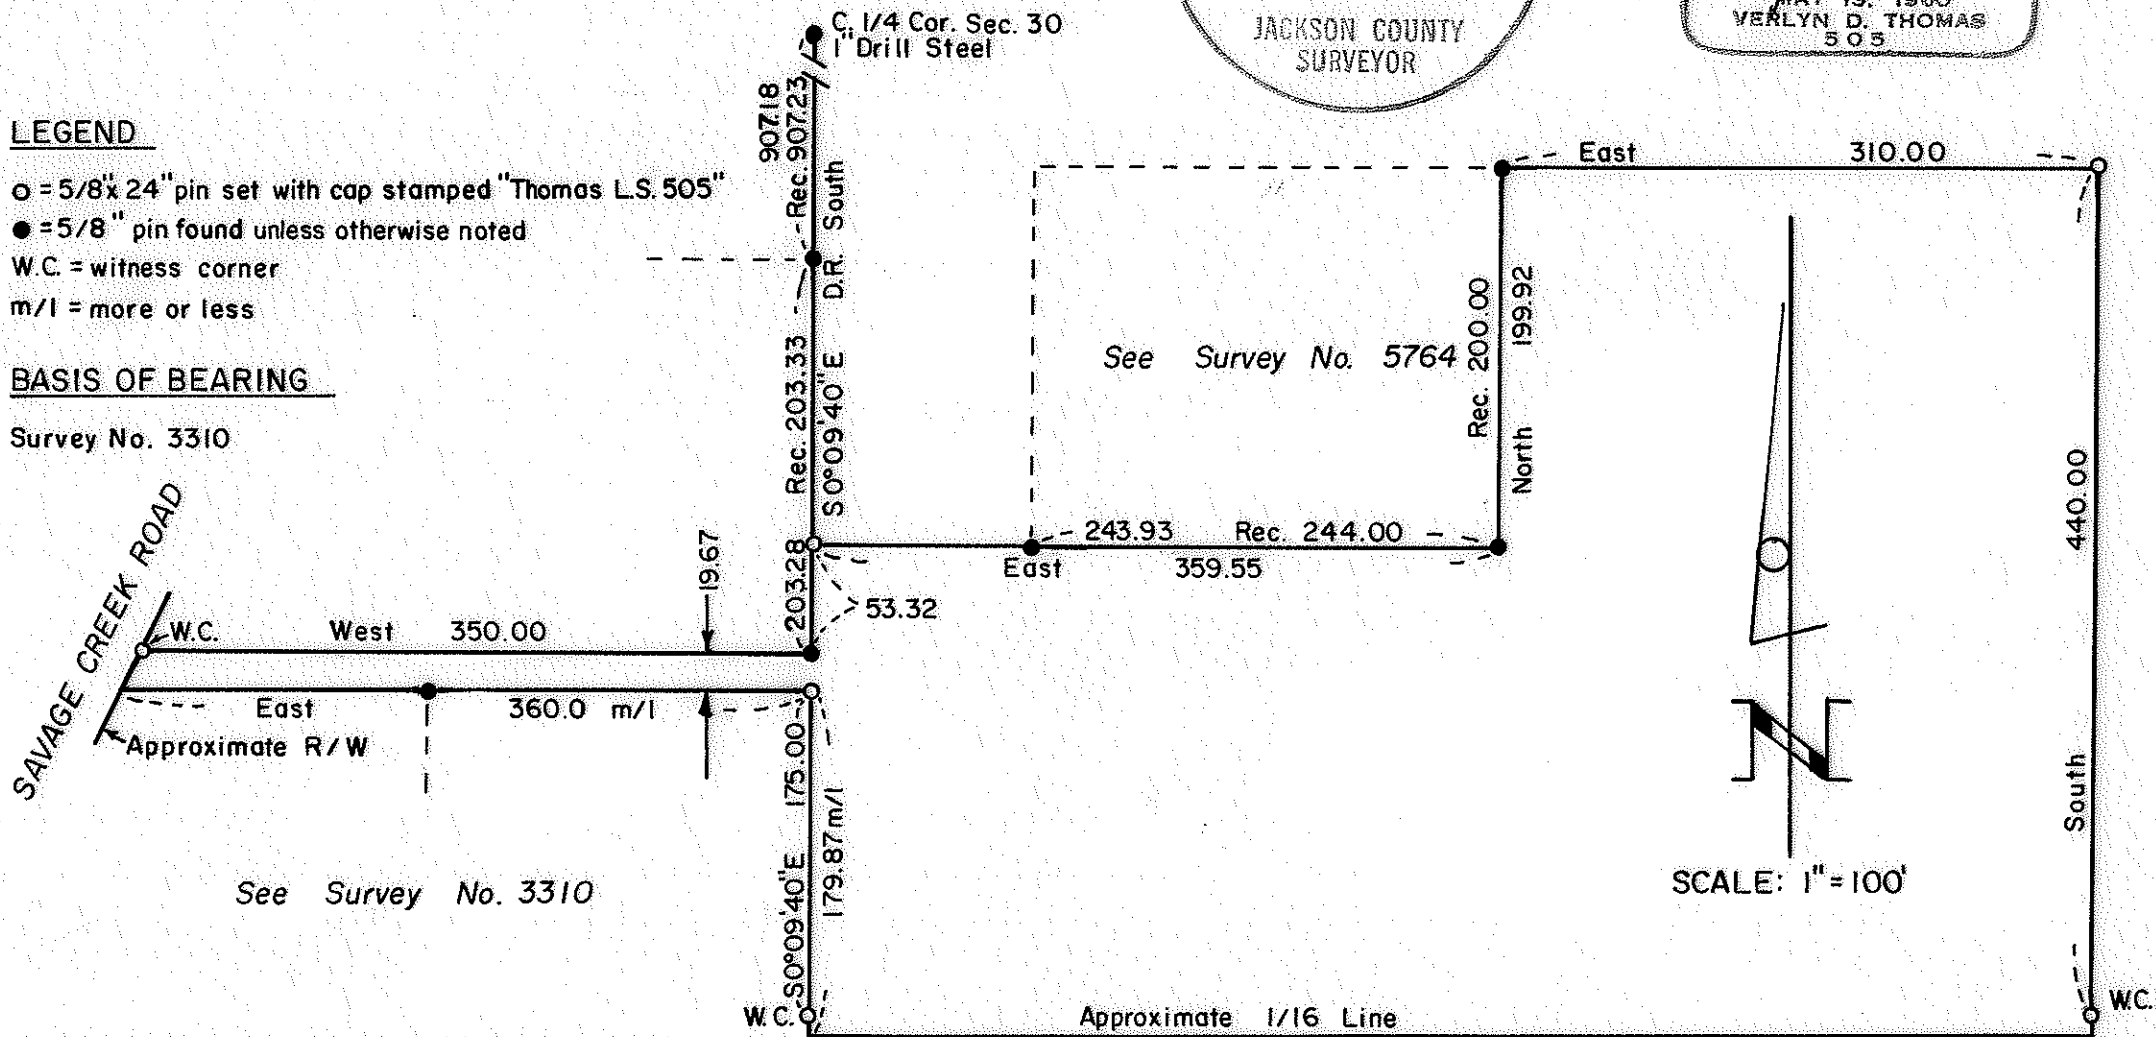 C. 1/4 Cor. Sec. 30
1" Drill Steel
JACKSON COUNTY
SURVEYOR
VERLYN D. THOMAS
505
LEGEND
= 5/8"x 24" pin set with cap stamped "Thomas L.S. 505"
= 5/8" pin found unless otherwise noted
W.C. = witness corner
m/l = more or less
BASIS OF BEARING
Survey No. 3310
907.18
Rec. 907.23
D.R. South
East 310.00
Rec. 203.33
S 0°09'40"E
203.28
See Survey No. 5764
Rec. 200.00
North 199.92
440.00
South
243.93 Rec. 244.00
East 359.55
53.32
19.67
SAVAGE CREEK ROAD
W.C. West 350.00
East 360.0 m/l
Approximate R/W
175.00
S 0°09'40"E
179.87 m/l
See Survey No. 3310
N
SCALE: 1"=100'
W.C.
Approximate 1/16 Line
W.C.